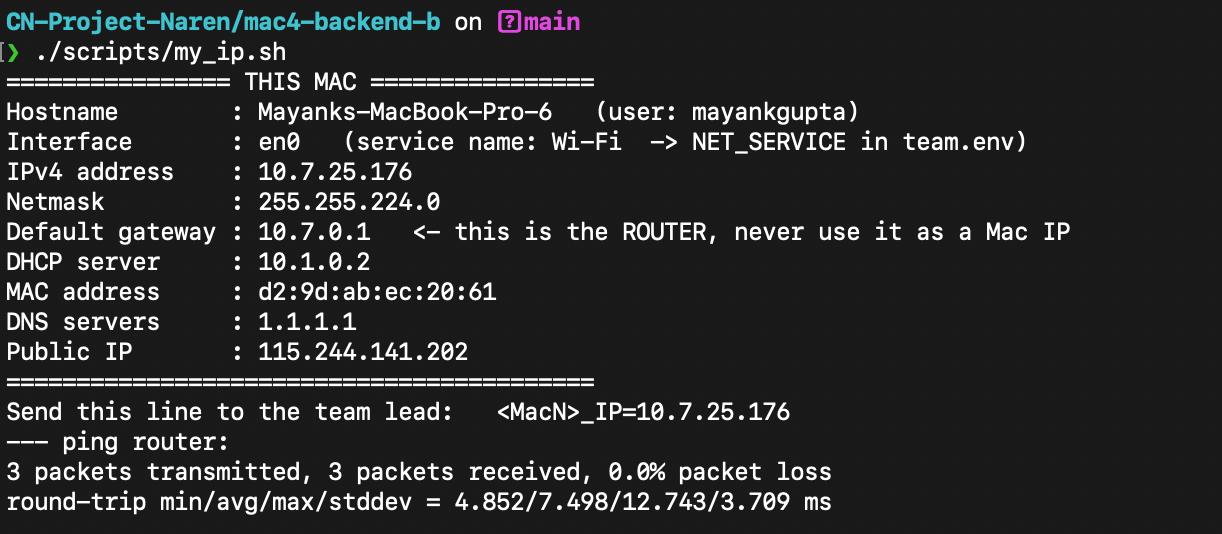 CN-Project-Naren/mac4-backend-b on [?]main
❯ ./scripts/my_ip.sh
================ THIS MAC ================
Hostname        : Mayanks-MacBook-Pro-6   (user: mayankgupta)
Interface       : en0   (service name: Wi-Fi  -> NET_SERVICE in team.env)
IPv4 address    : 10.7.25.176
Netmask         : 255.255.224.0
Default gateway : 10.7.0.1   <- this is the ROUTER, never use it as a Mac IP
DHCP server     : 10.1.0.2
MAC address     : d2:9d:ab:ec:20:61
DNS servers     : 1.1.1.1
Public IP       : 115.244.141.202
==========================================
Send this line to the team lead:   <MacN>_IP=10.7.25.176
--- ping router:
3 packets transmitted, 3 packets received, 0.0% packet loss
round-trip min/avg/max/stddev = 4.852/7.498/12.743/3.709 ms